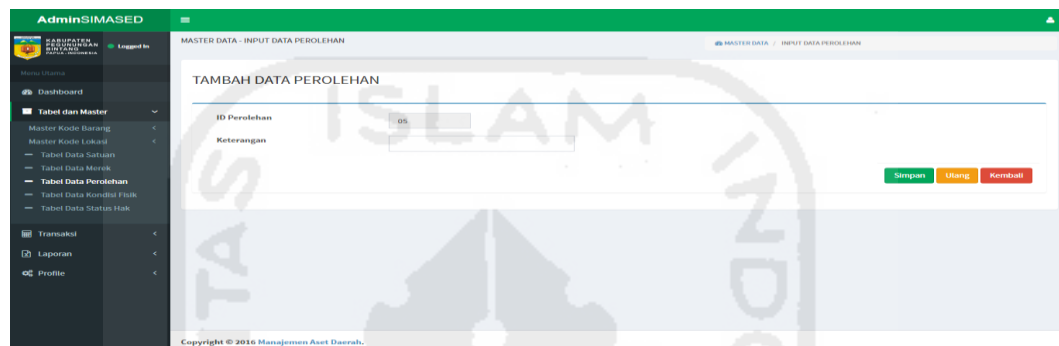 AdminSIMASED
KABUPATEN
PEGUNUNGAN
BINTANG
PAPUA - INDONESIA
Logged In
MASTER DATA - INPUT DATA PEROLEHAN
MASTER DATA / INPUT DATA PEROLEHAN
Menu Utama
Dashboard
Tabel dan Master
Master Kode Barang
Master Kode Lokasi
Tabel Data Satuan
Tabel Data Merek
Tabel Data Perolehan
Tabel Data Kondisi Fisik
Tabel Data Status Hak
Transaksi
Laporan
Profile
TAMBAH DATA PEROLEHAN
ID Perolehan
05
Keterangan
Simpan Ulang Kembali
Copyright © 2016 Manajemen Aset Daerah.
ISLAM